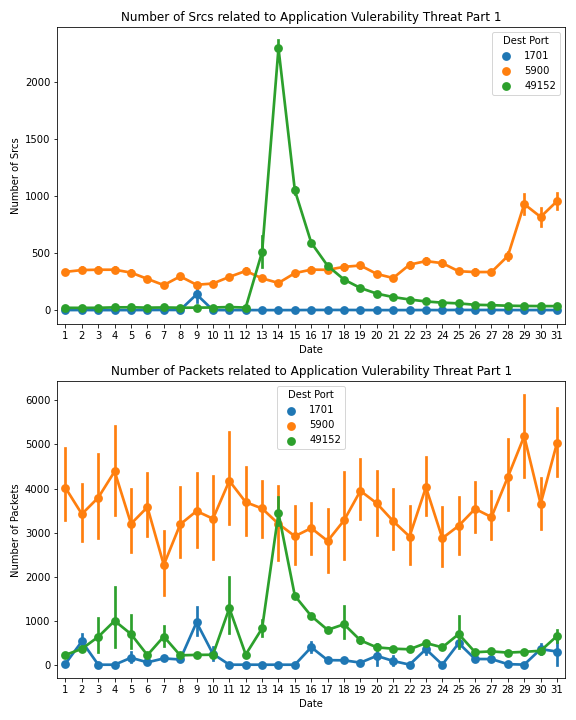 Number of Srcs related to Application Vulerability Threat Part 1
Dest Port
1701
5900
49152
2000
1500
1000
500
0
Number of Srcs
1 2 3 4 5 6 7 8 9 10 11 12 13 14 15 16 17 18 19 20 21 22 23 24 25 26 27 28 29 30 31
Date
Number of Packets related to Application Vulerability Threat Part 1
Dest Port
1701
5900
49152
6000
5000
4000
3000
2000
1000
0
Number of Packets
1 2 3 4 5 6 7 8 9 10 11 12 13 14 15 16 17 18 19 20 21 22 23 24 25 26 27 28 29 30 31
Date